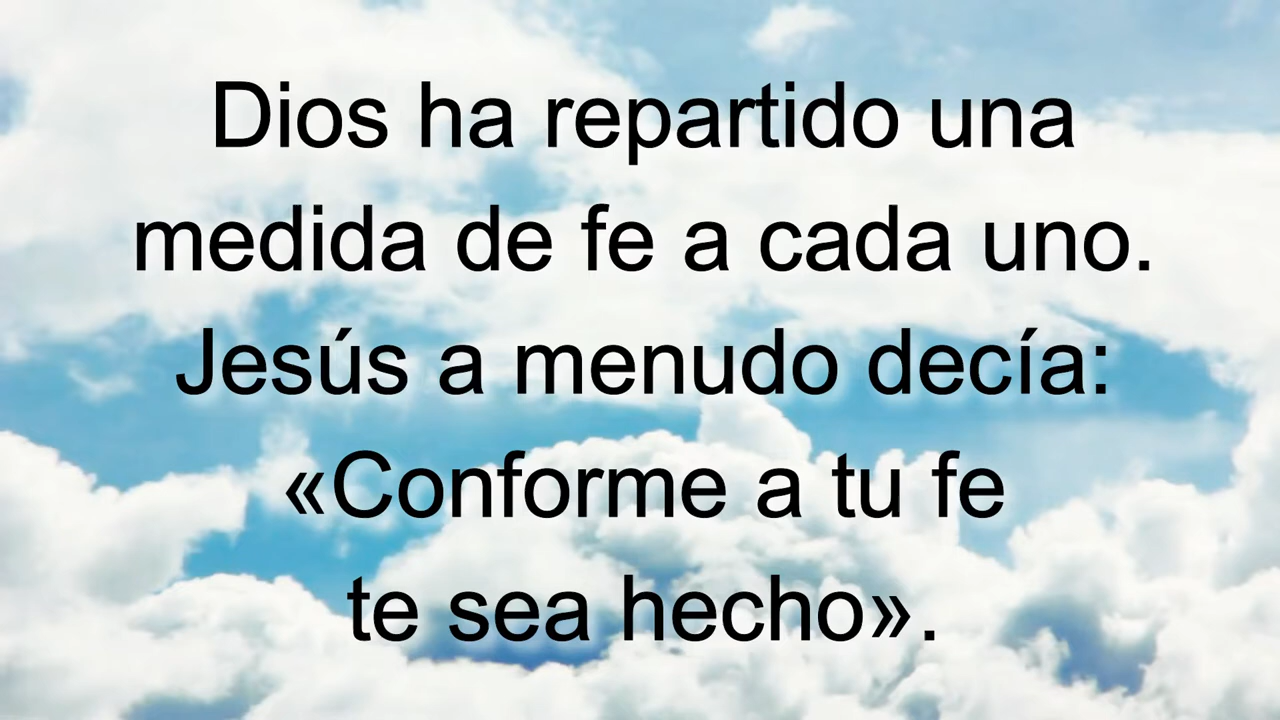 Dios ha repartido una
medida de fe a cada uno.
Jesús a menudo decía:
«Conforme a tu fe
te sea hecho».